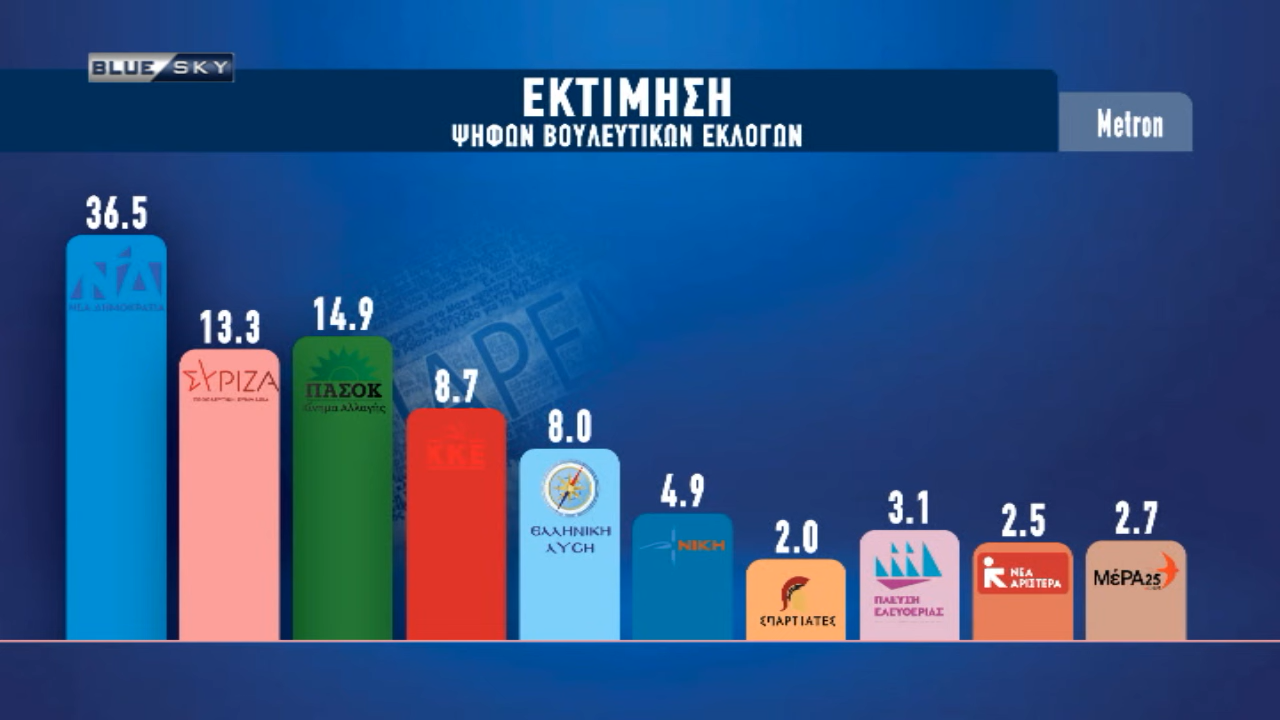 BLUE SKY
ΕΚΤΙΜΗΣΗ
ΨΗΦΩΝ ΒΟΥΛΕΥΤΙΚΩΝ ΕΚΛΟΓΩΝ
Metron
36.5
ΝΔ
ΝΕΑ ΔΗΜΟΚΡΑΤΙΑ
13.3
ΣΥΡΙΖΑ
14.9
ΠΑΣΟΚ
Κίνημα Αλλαγής
8.7
ΚΚΕ
8.0
ΕΛΛΗΝΙΚΗ
ΛΥΣΗ
4.9
ΝΙΚΗ
2.0
ΣΠΑΡΤΙΑΤΕΣ
3.1
ΠΛΕΥΣΗ
ΕΛΕΥΘΕΡΙΑΣ
2.5
ΝΕΑ
ΑΡΙΣΤΕΡΑ
2.7
ΜέΡΑ25